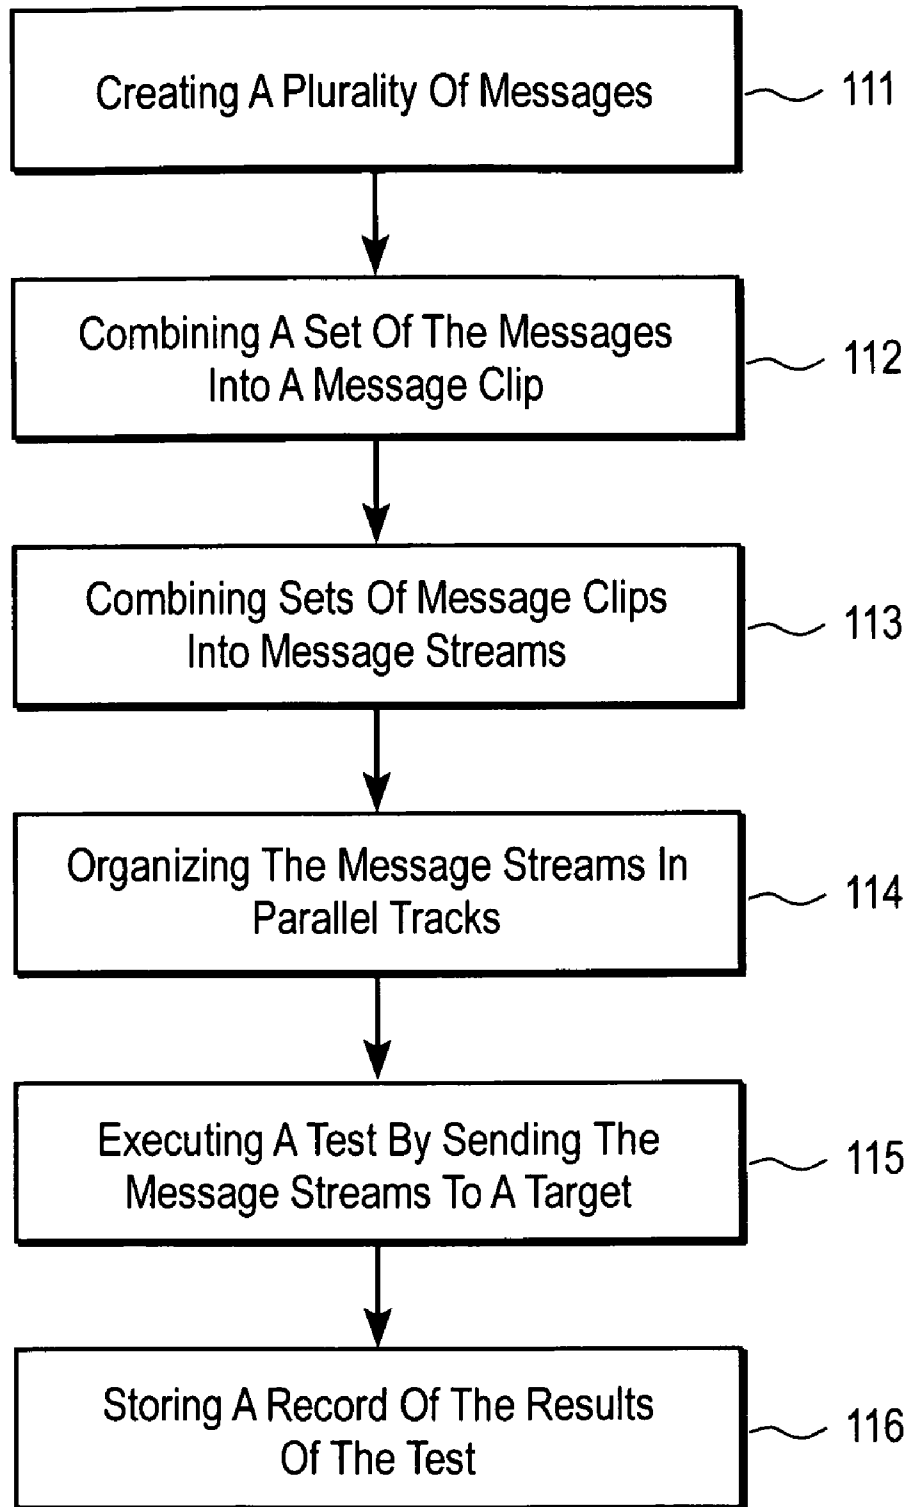 Creating A Plurality Of Messages
111
Combining A Set Of The Messages
Into A Message Clip
112
Combining Sets Of Message Clips
Into Message Streams
113
Organizing The Message Streams In
Parallel Tracks
114
Executing A Test By Sending The
Message Streams To A Target
115
Storing A Record Of The Results
Of The Test
116